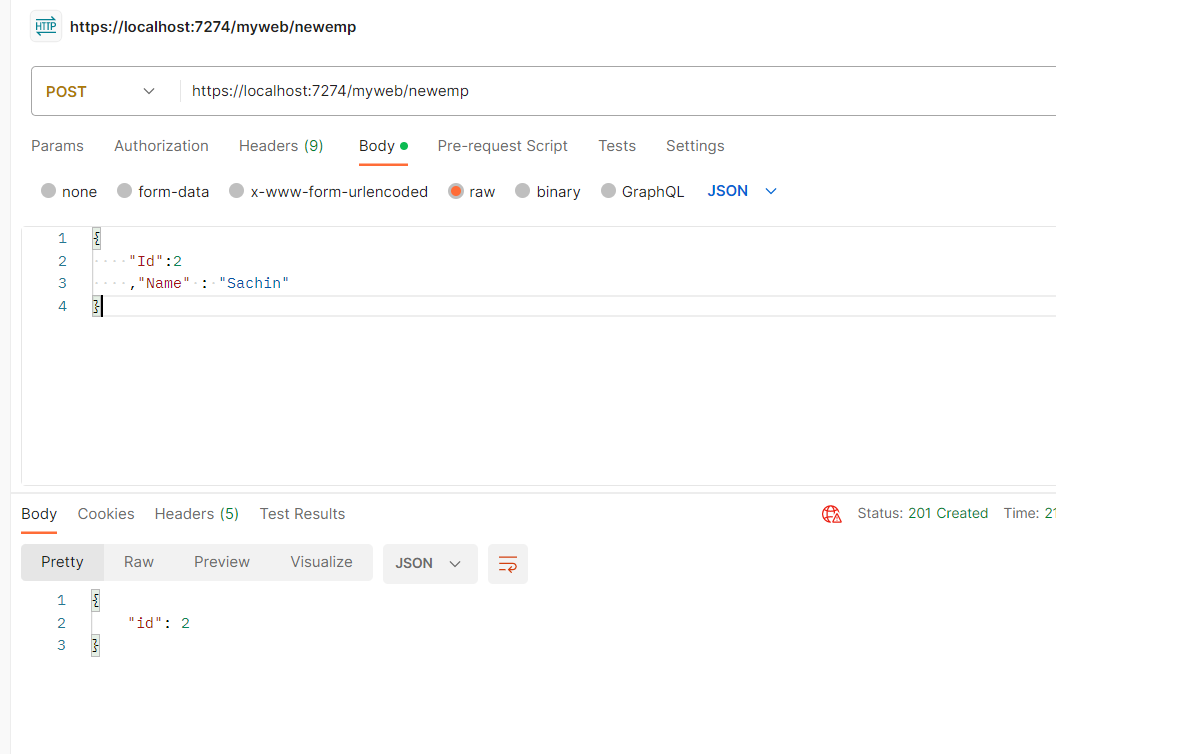 HTTP https://localhost:7274/myweb/newemp
POST https://localhost:7274/myweb/newemp
Params Authorization Headers (9) Body Pre-request Script Tests Settings
none form-data x-www-form-urlencoded raw binary GraphQL JSON
1 {
2 "Id":2
3 ,"Name" : "Sachin"
4 }
Body Cookies Headers (5) Test Results Status: 201 Created Time: 21
Pretty Raw Preview Visualize JSON
1 {
2 "id": 2
3 }